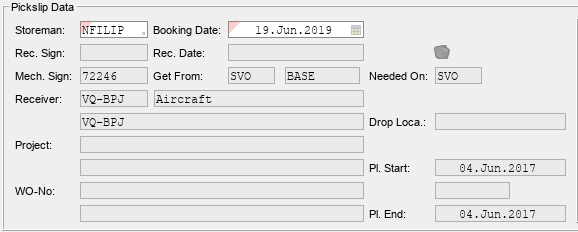 Pickslip Data
Storeman: NFILIP Booking Date: 19.Jun.2019
Rec. Sign: Rec. Date:
Mech. Sign: 72246 Get From: SVO BASE Needed On: SVO
Receiver: VQ-BPJ Aircraft
VQ-BPJ Drop Loca.:
Project:
Pl. Start: 04.Jun.2017
WO-No:
Pl. End: 04.Jun.2017